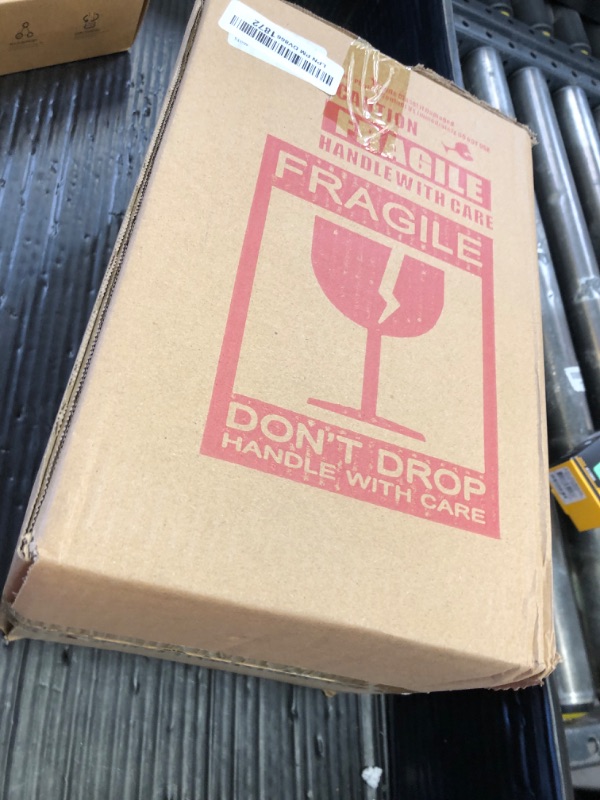 CAUTION
FRAGILE
HANDLE WITH CARE
FRAGILE
DON'T DROP
HANDLE WITH CARE